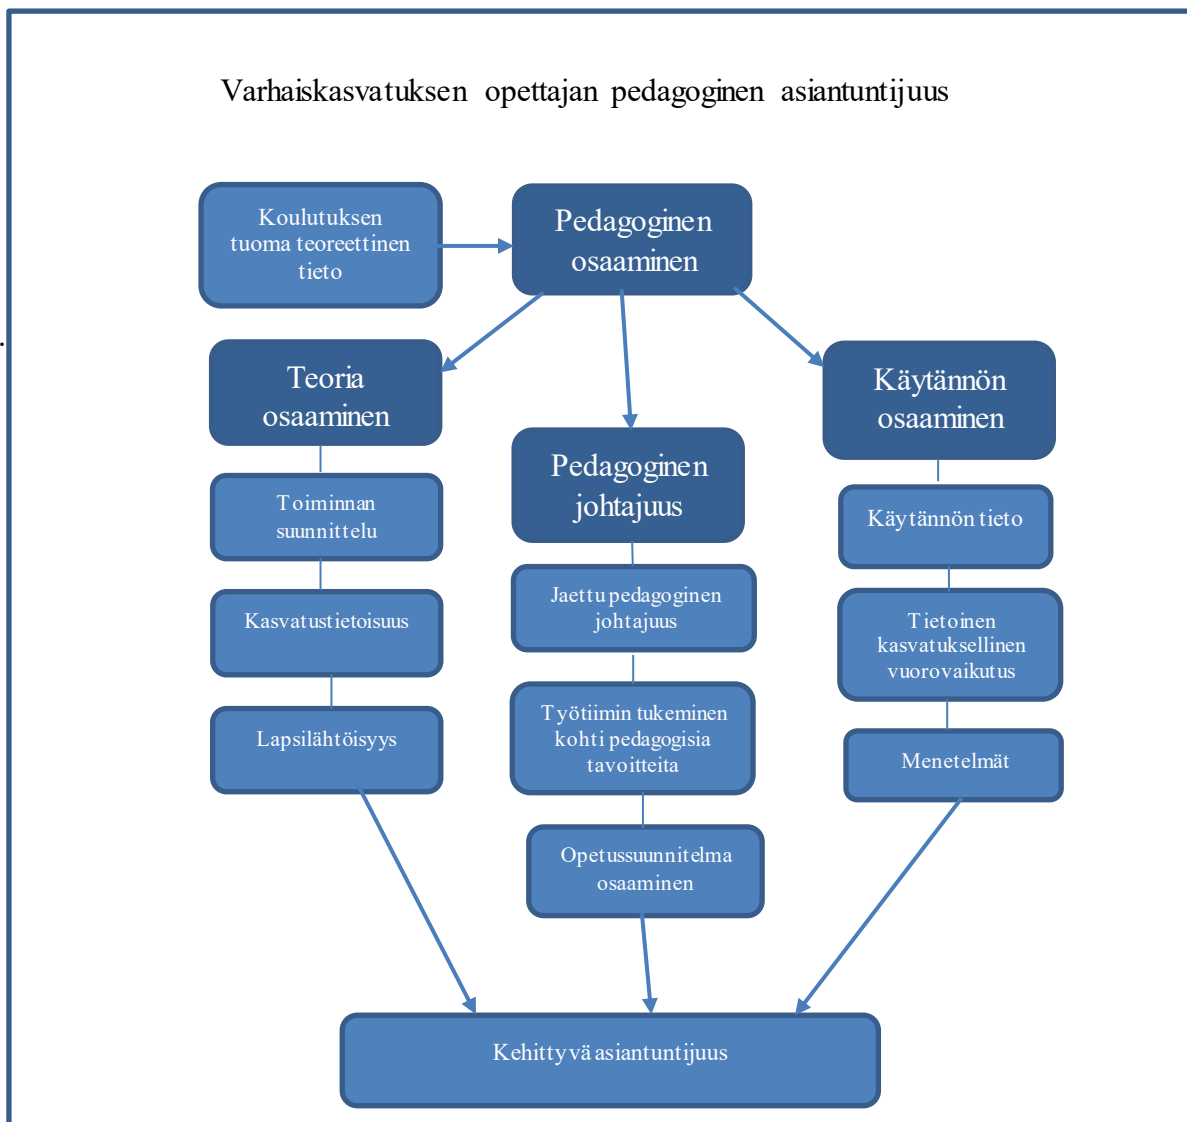 Varhaiskasvatuksen opettajan pedagoginen asiantuntijuus
Koulutuksen
tuoma teoreettinen
tieto
Pedagoginen
osaaminen
.
Teoria
osaaminen
Toiminnan
suunnittelu
Kasvatustietoisuus
Lapsilähtöisyys
Pedagoginen
johtajuus
Jaettu pedagoginen
johtajuus
Työtiimin tukeminen
kohti pedagogisia
tavoitteita
Opetussuunnitelma
osaaminen
Käytännön
osaaminen
Käytännön tieto
Tietoinen
kasvatuksellinen
vuorovaikutus
Menetelmät
Kehittyvä asiantuntijuus